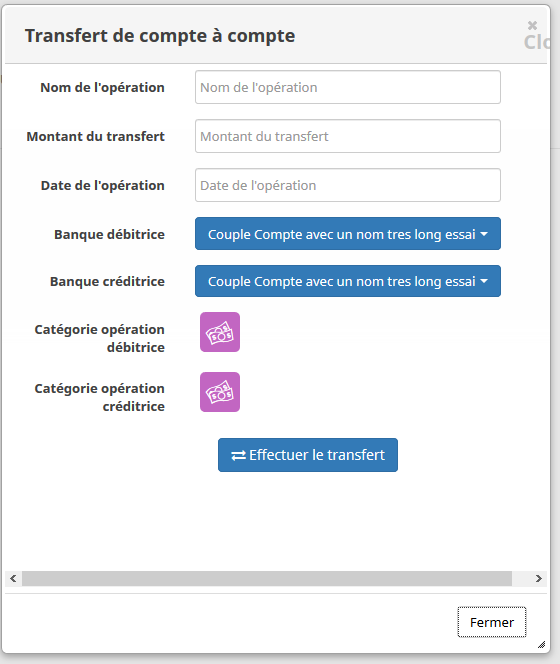 Transfert de compte à compte
Clo
Nom de l'opération
Nom de l'opération
Montant du transfert
Montant du transfert
Date de l'opération
Date de l'opération
Banque débitrice
Couple Compte avec un nom tres long essai
Banque créditrice
Couple Compte avec un nom tres long essai
Catégorie opération
débitrice
Catégorie opération
créditrice
Effectuer le transfert
Fermer